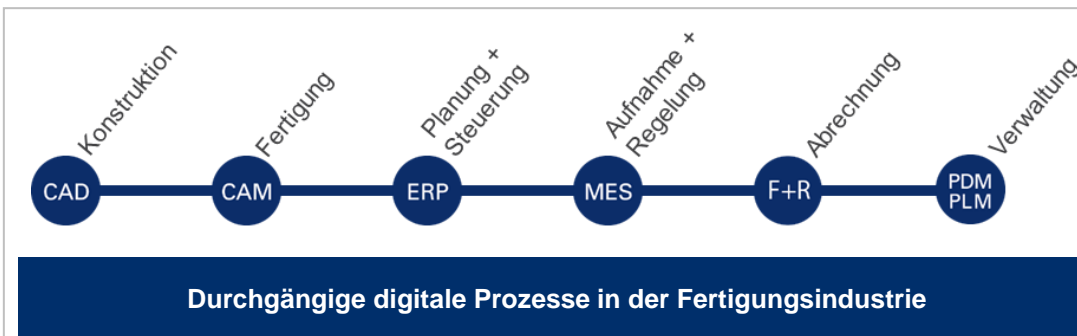 Konstruktion
Fertigung
Planung +
Steuerung
Aufnahme +
Regelung
Abrechnung
Verwaltung
CAD
CAM
ERP
MES
F+R
PDM
PLM
Durchgängige digitale Prozesse in der Fertigungsindustrie